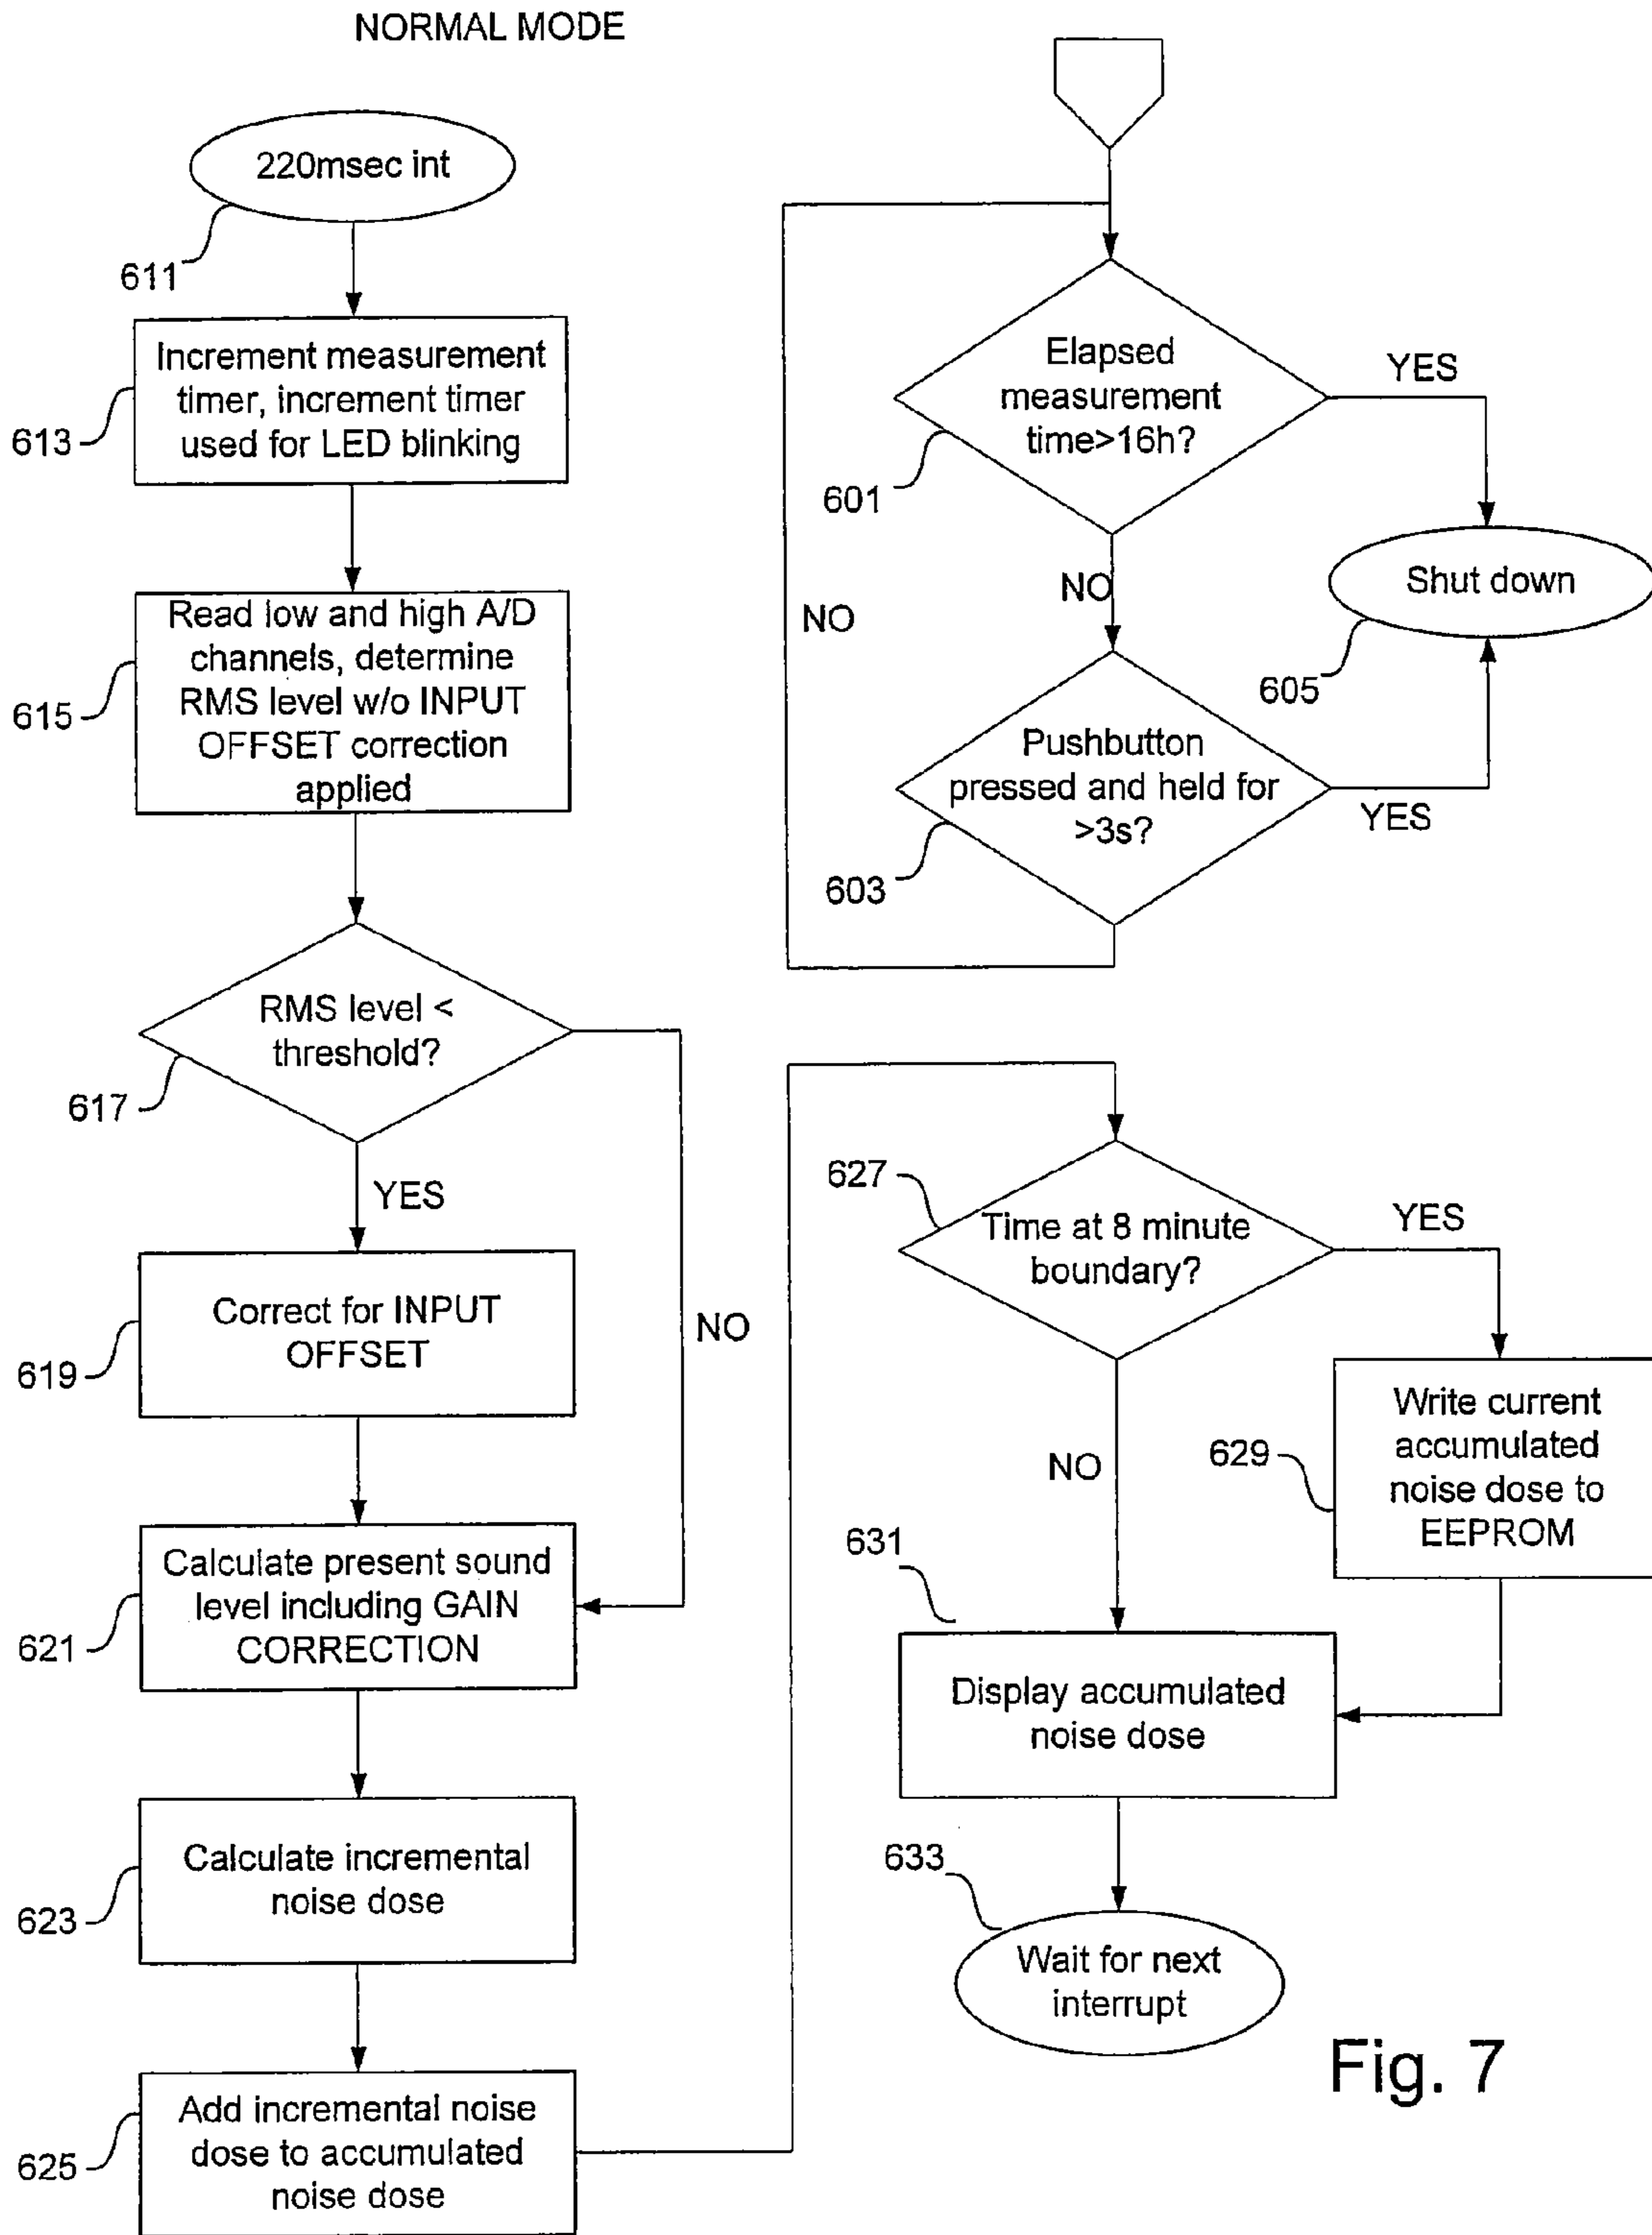 NORMAL MODE
220msec int
611
Increment measurement
timer, increment timer
used for LED blinking
613
Read low and high A/D
channels, determine
RMS level w/o INPUT
OFFSET correction
applied
615
RMS level <
threshold?
617
YES
NO
Correct for INPUT
OFFSET
619
Calculate present sound
level including GAIN
CORRECTION
621
Calculate incremental
noise dose
623
Add incremental noise
dose to accumulated
noise dose
625
Elapsed
measurement
time>16h?
YES
601
NO
NO
Shut down
605
Pushbutton
pressed and held for
>3s?
YES
603
627
Time at 8 minute
boundary?
YES
NO
Write current
accumulated
noise dose to
EEPROM
629
631
Display accumulated
noise dose
633
Wait for next
interrupt
Fig. 7